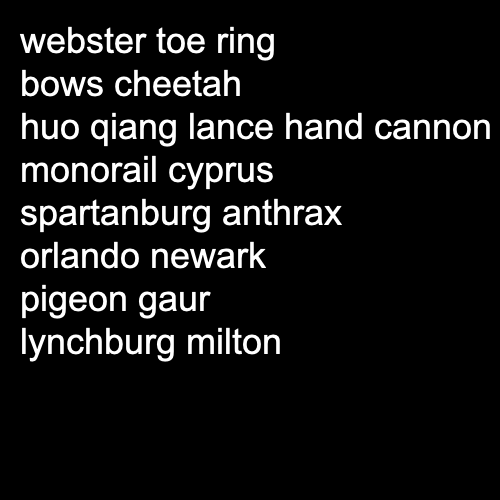 webster toe ring
bows cheetah
huo qiang lance hand cannon
monorail cyprus
spartanburg anthrax
orlando newark
pigeon gaur
lynchburg milton